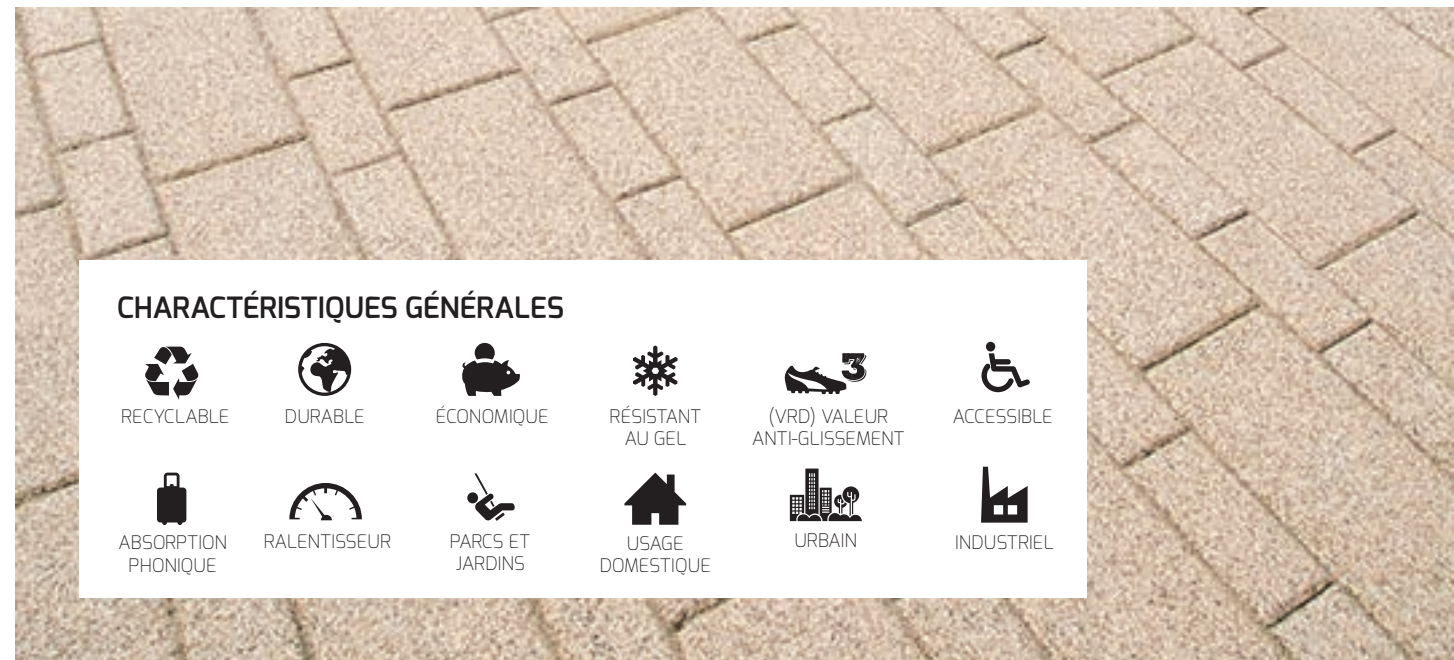 CHARACTÉRISTIQUES GÉNÉRALES
RECYCLABLE
DURABLE
ÉCONOMIQUE
RÉSISTANT
AU GEL
3
(VRD) VALEUR
ANTI-GLISSEMENT
ACCESSIBLE
ABSORPTION
PHONIQUE
RALENTISSEUR
PARCS ET
JARDINS
USAGE
DOMESTIQUE
URBAIN
INDUSTRIEL